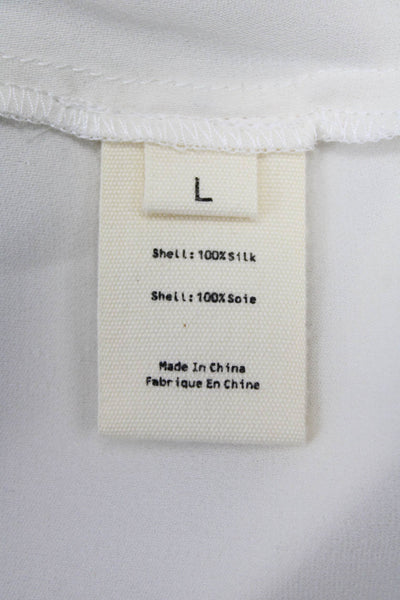 L
Shell: 100% Silk
Shell: 100% Soie
Made In China
Fabrique En Chine